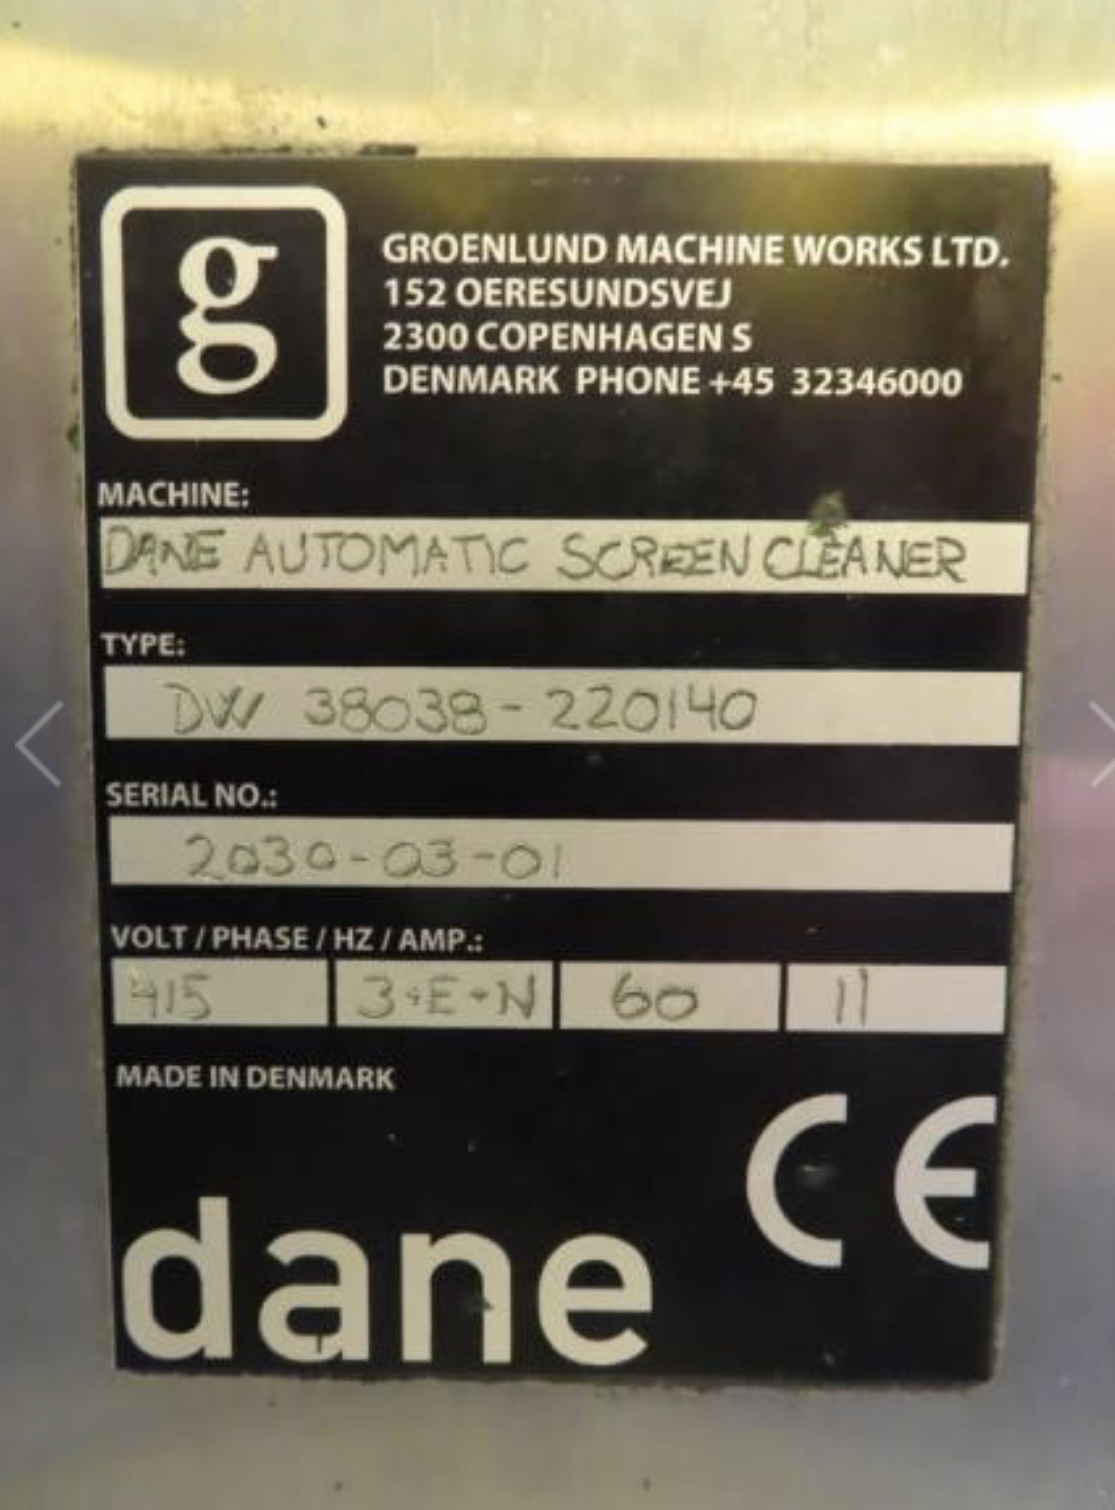 g
GROENLUND MACHINE WORKS LTD.
152 OERESUNDSVEJ
2300 COPENHAGEN S
DENMARK PHONE +45 32346000
MACHINE:
DANE AUTOMATIC SCREEN CLEANER
TYPE:
DW 38038-220140
SERIAL NO.:
2030-03-01
VOLT / PHASE / HZ / AMP.:
415 3+E+N 60 11
MADE IN DENMARK
CE
dane